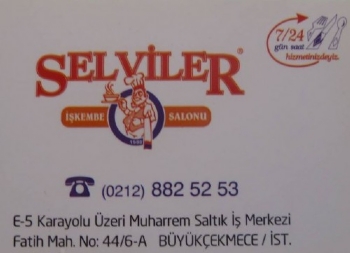 SELVİLER®
7/24
gün saat
hizmetinizdeyiz.
İŞKEMBE SALONU
(0212) 882 52 53
E-5 Karayolu Üzeri Muharrem Saltık İş Merkezi
Fatih Mah. No: 44/6-A BÜYÜKÇEKMECE / İST.